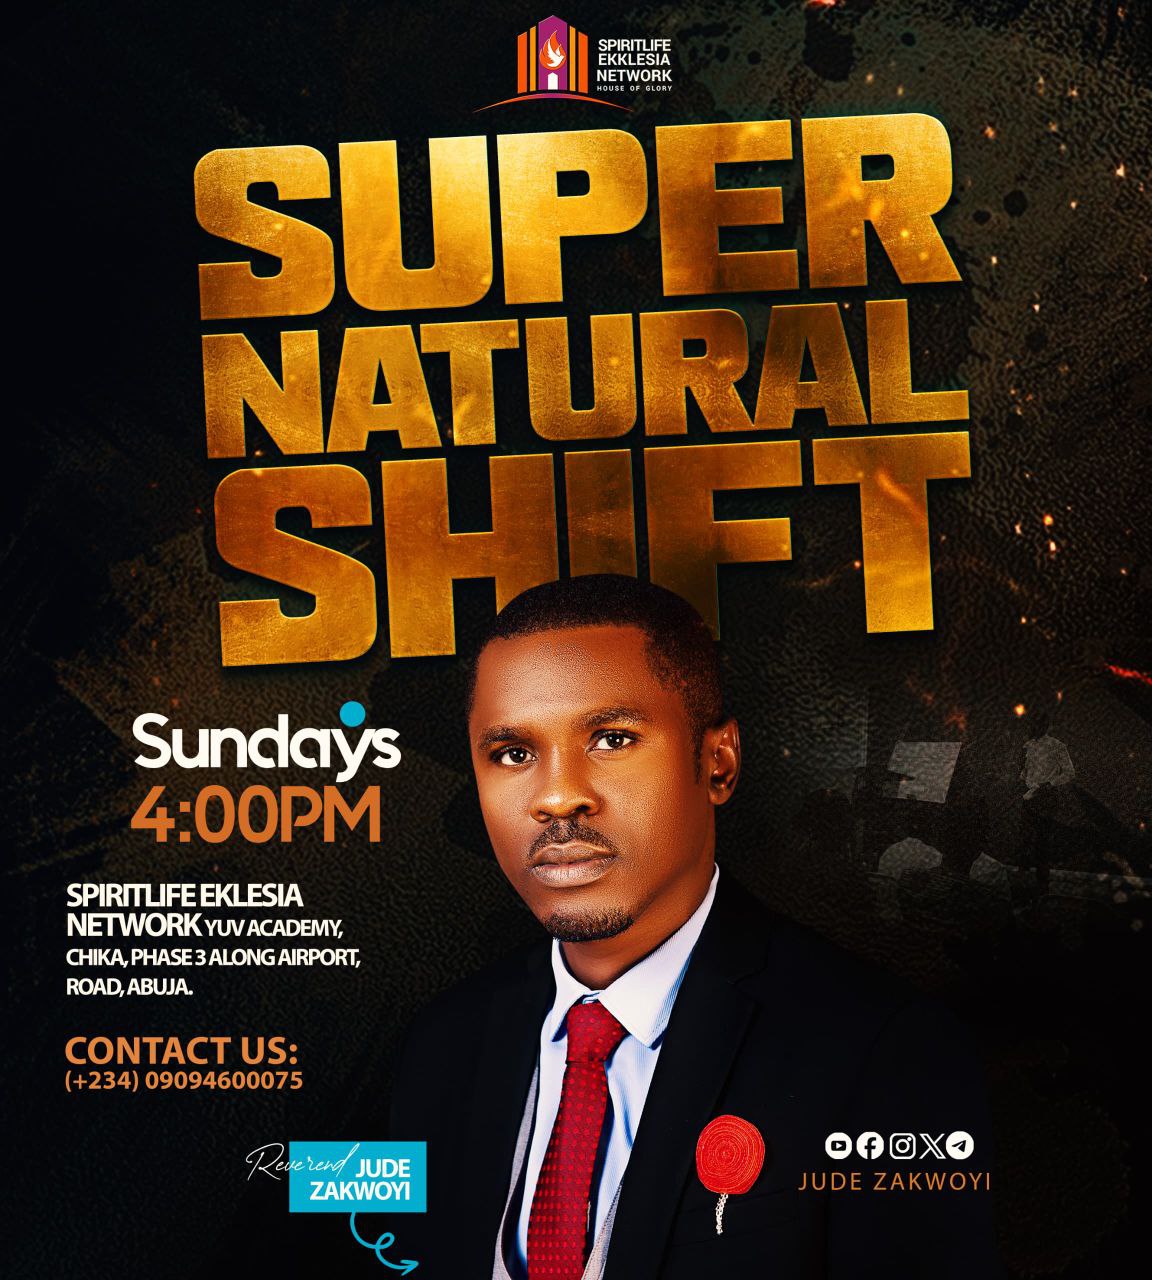 SPIRITLIFE
EKKLESIA
NETWORK
HOUSE OF GLORY
SUPER
NATURAL
SHIFT
Sundays
4:00PM
SPIRITLIFE EKLESIA
NETWORK YUV ACADEMY,
CHIKA, PHASE 3 ALONG AIRPORT,
ROAD, ABUJA.
CONTACT US:
(+234) 09094600075
Reverend JUDE
ZAKWOYI
JUDE ZAKWOYI